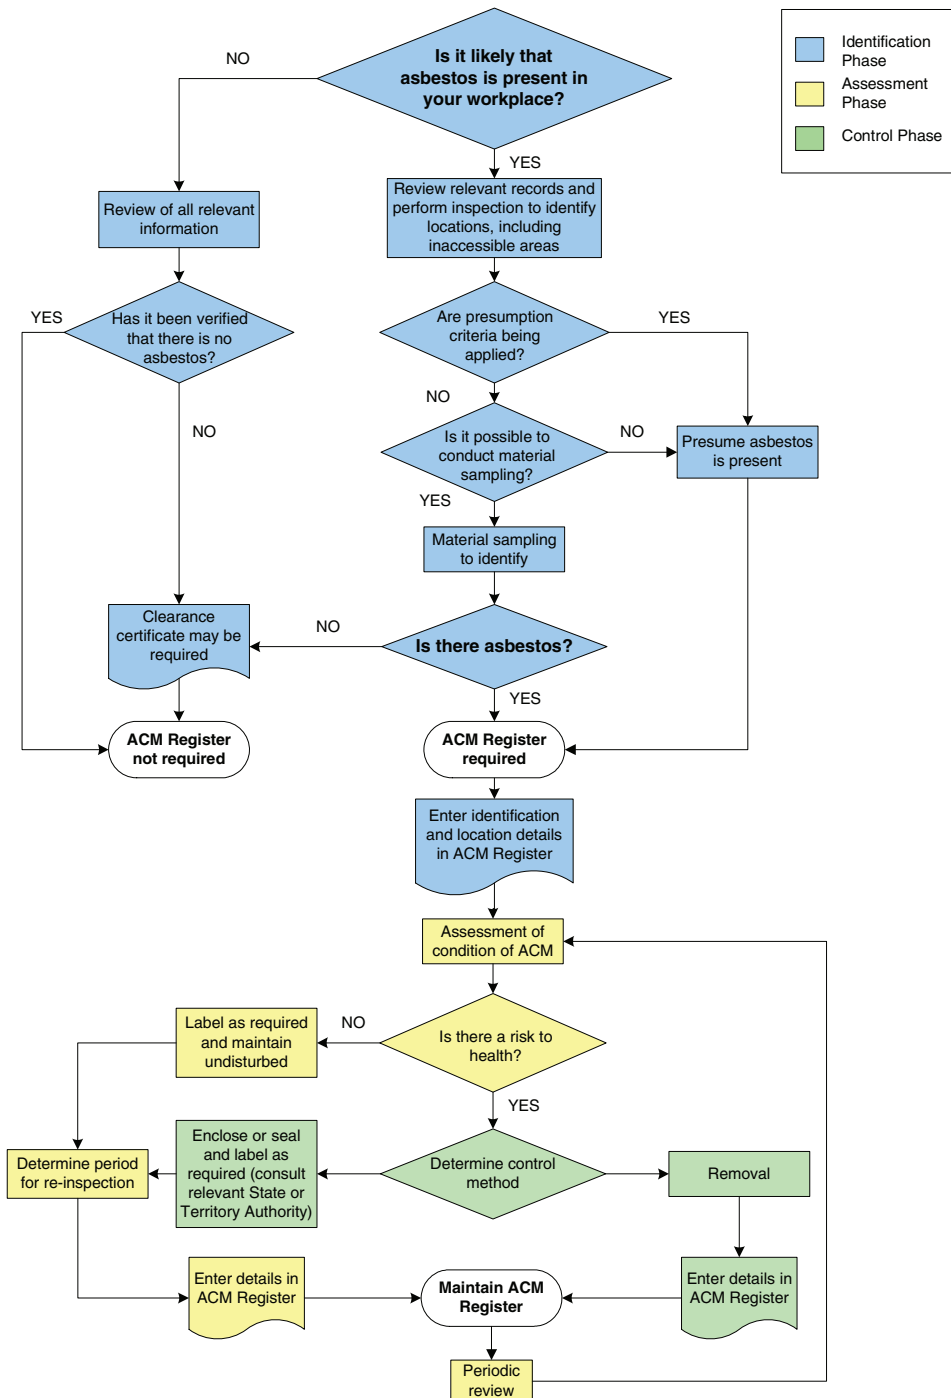 Is it likely that
asbestos is present in
your workplace?
NO
YES
Identification
Phase
Assessment
Phase
Control Phase
Review of all relevant
information
Review relevant records and
perform inspection to identify
locations, including
inaccessible areas
YES
Has it been verified
that there is no
asbestos?
NO
Are presumption
criteria being
applied?
YES
NO
Is it possible to
conduct material
sampling?
NO
YES
Presume asbestos
is present
Material sampling
to identify
Clearance
certificate may be
required
NO
Is there asbestos?
YES
ACM Register
not required
ACM Register
required
Enter identification
and location details
in ACM Register
Assessment of
condition of ACM
Label as required
and maintain
undisturbed
NO
Is there a risk to
health?
YES
Determine period
for re-inspection
Enclose or seal
and label as
required (consult
relevant State or
Territory Authority)
Determine control
method
Removal
Enter details in
ACM Register
Maintain ACM
Register
Enter details in
ACM Register
Periodic
review